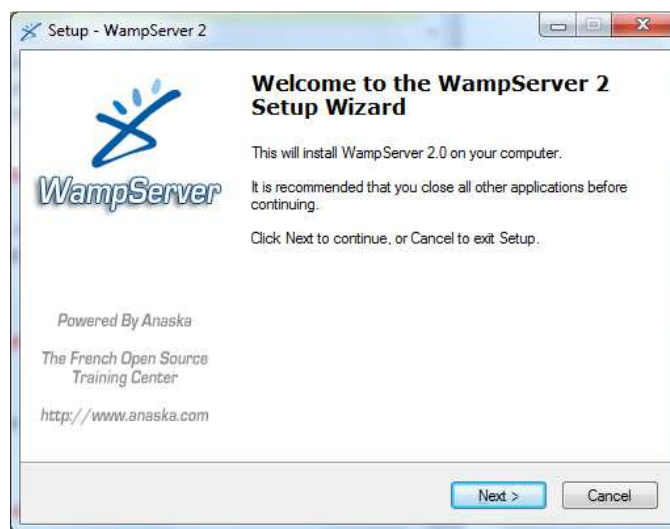 Setup - WampServer 2
Welcome to the WampServer 2
Setup Wizard
This will install WampServer 2.0 on your computer.
It is recommended that you close all other applications before
continuing.
Click Next to continue, or Cancel to exit Setup.
WampServer
Powered By Anaska
The French Open Source
Training Center
http://www.anaska.com
Next >
Cancel